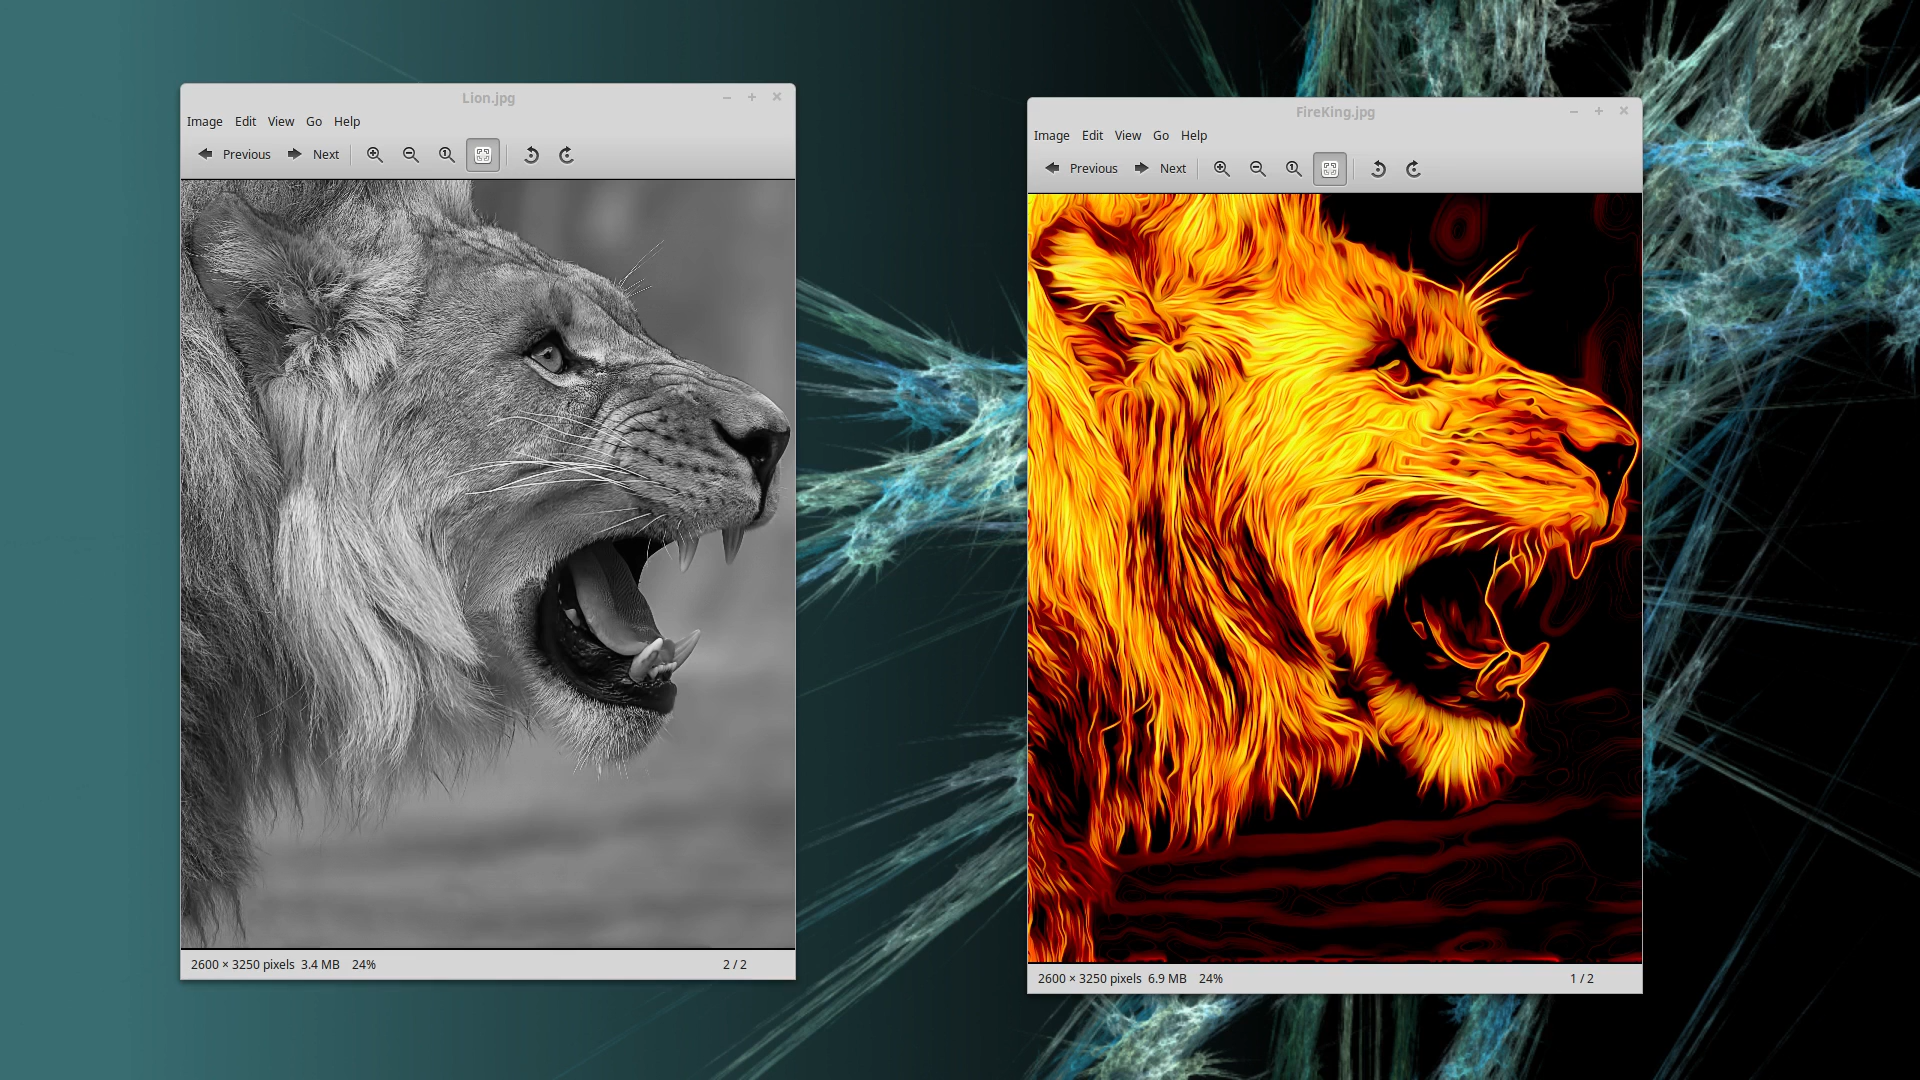 Lion.jpg
Image Edit View Go Help
Previous Next
2600 × 3250 pixels 3.4 MB 24% 2 / 2
FireKing.jpg
Image Edit View Go Help
Previous Next
2600 × 3250 pixels 6.9 MB 24% 1 / 2